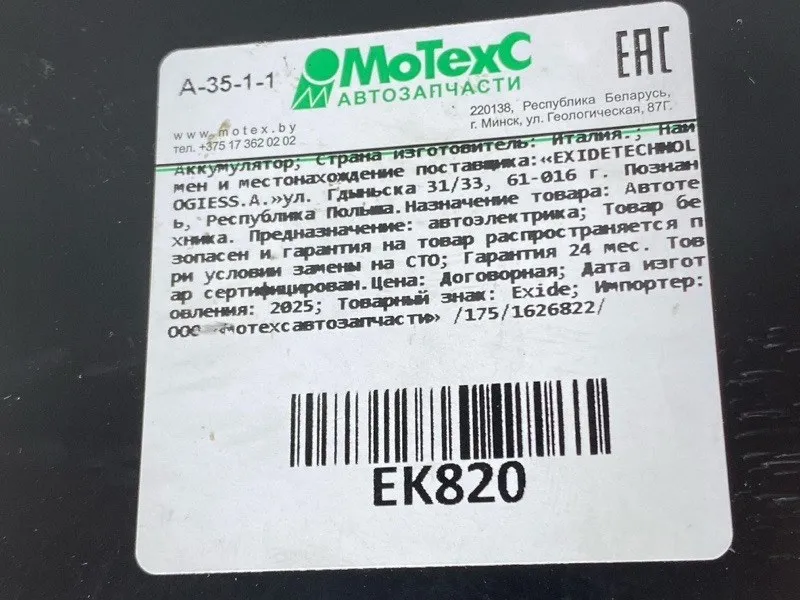 А-35-1-1
МоТехС
АВТОЗАПЧАСТИ
EAC
www.motex.by
тел. +375 17 362 02 02
220138, Республика Беларусь,
г. Минск, ул. Геологическая, 87Г.
Аккумулятор; Страна изготовитель: Италия.; Наи
мен и местонахождение поставщика:«EXIDETECHNOL
OGIESS.A.»ул. Гдыньска 31/33, 61-016 г. Познан
ь, Республика Польша.Назначение товара: Автоте
хника. Предназначение: автоэлектрика; Товар бе
зопасен и гарантия на товар распространяется п
ри условии замены на СТО; Гарантия 24 мес. Тов
ар сертифицирован.Цена: Договорная; Дата изгот
овления: 2025; Товарный знак: Exide; Импортер:
ООО «Мотехсавтозапчасти» /175/1626822/
EK820